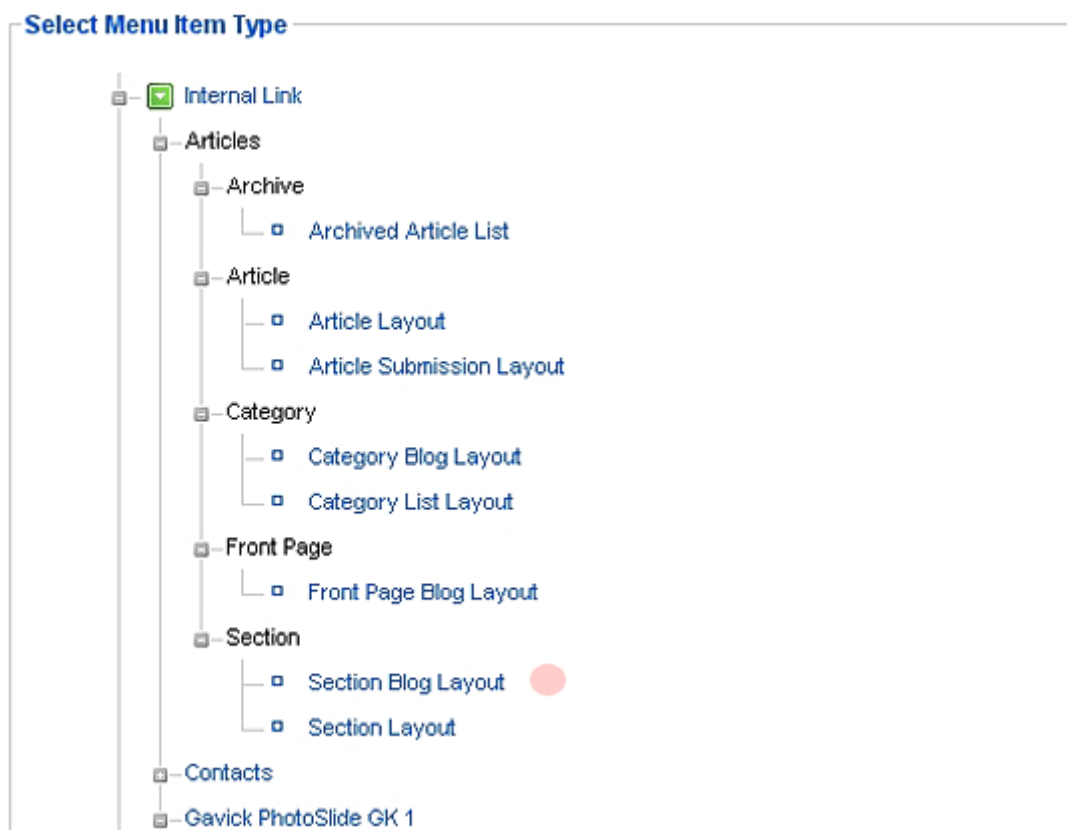 Select Menu Item Type
Internal Link
Articles
Archive
Archived Article List
Article
Article Layout
Article Submission Layout
Category
Category Blog Layout
Category List Layout
Front Page
Front Page Blog Layout
Section
Section Blog Layout
Section Layout
Contacts
Gavick PhotoSlide GK 1